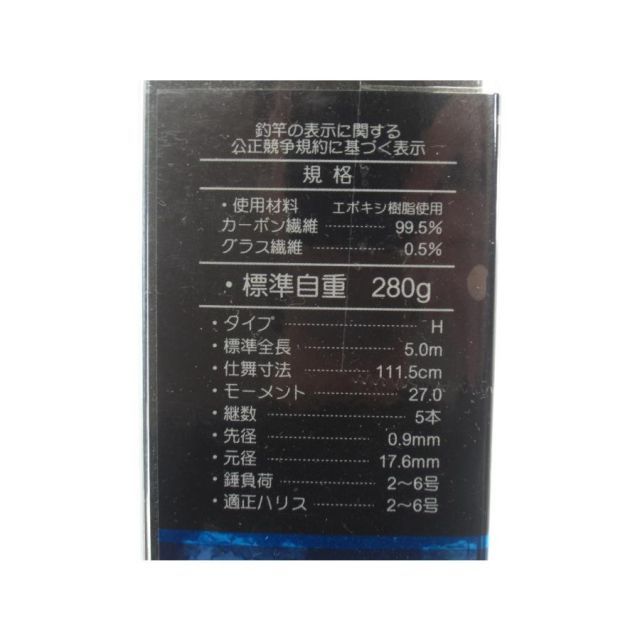 釣竿の表示に関する
公正競争規約に基づく表示
規格
・使用材料 エポキシ樹脂使用
カーボン繊維 99.5%
グラス繊維 0.5%
・標準自重 280g
・タイプ H
・標準全長 5.0m
・仕舞寸法 111.5cm
・モーメント 27.0
・継数 5本
・先径 0.9mm
・元径 17.6mm
・錘負荷 2〜6号
・適正ハリス 2〜6号